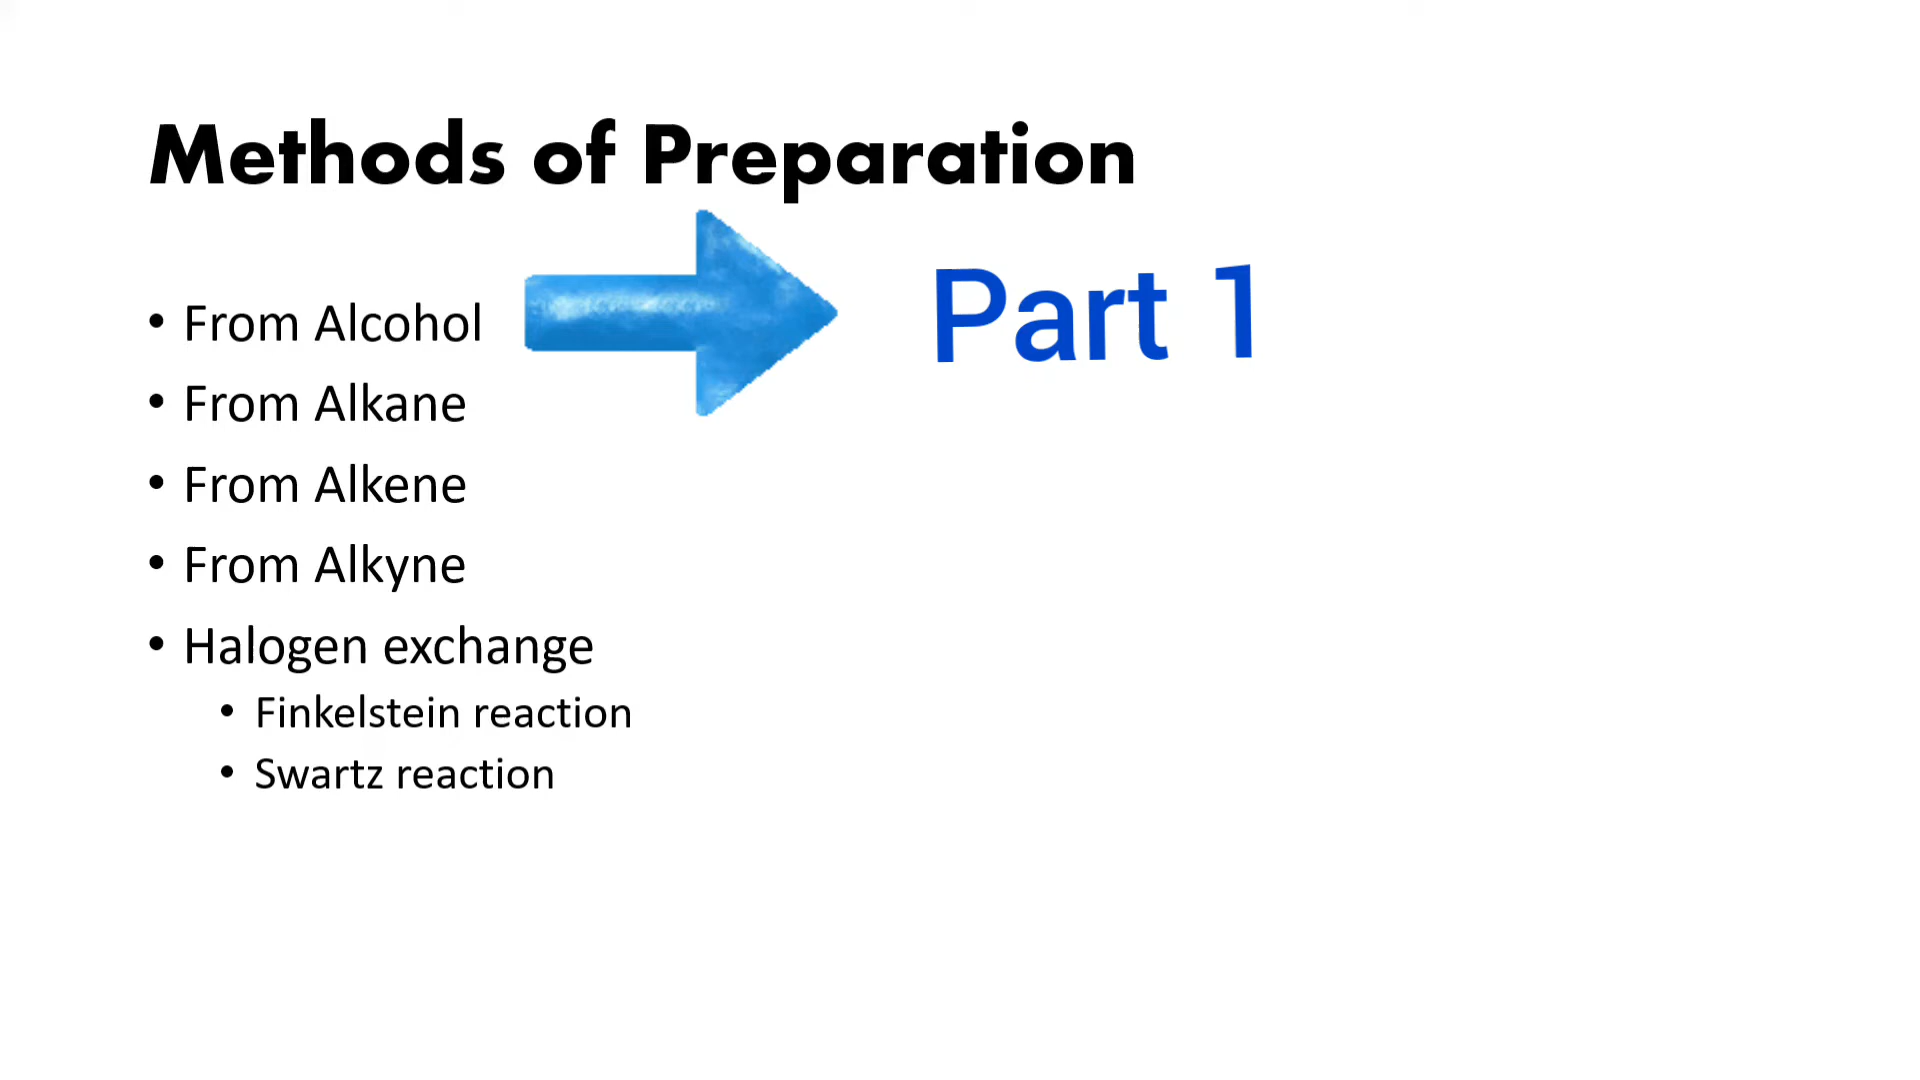 Methods of Preparation
• From Alcohol
Part 1
• From Alkane
• From Alkene
• From Alkyne
• Halogen exchange
• Finkelstein reaction
• Swartz reaction